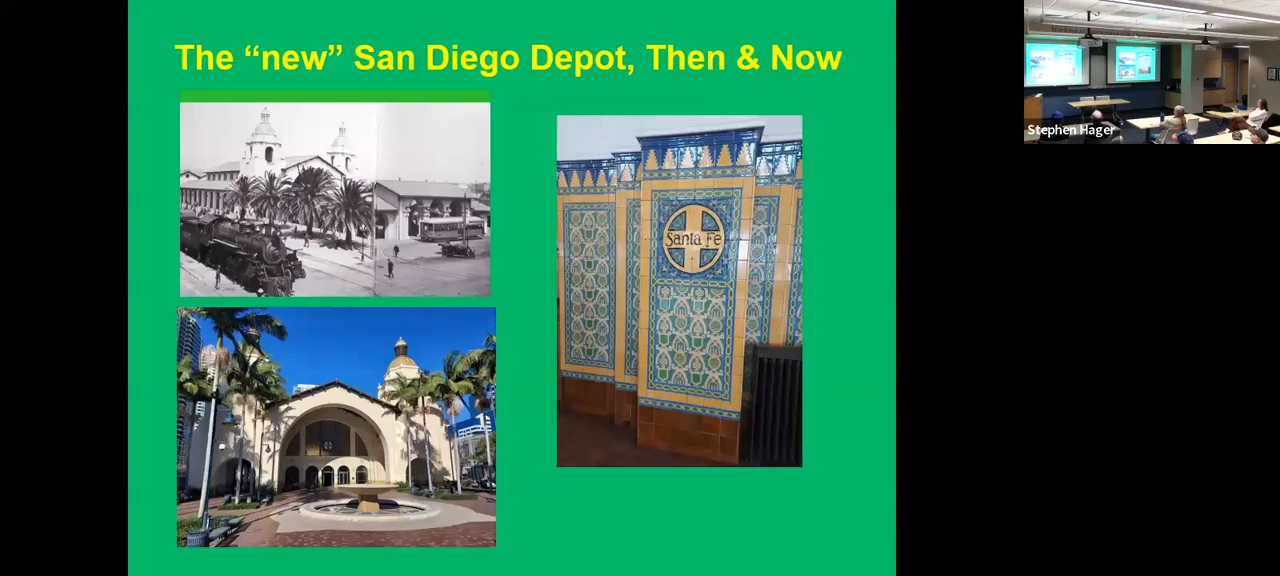 The “new” San Diego Depot, Then & Now
Santa Fe
Stephen Hager